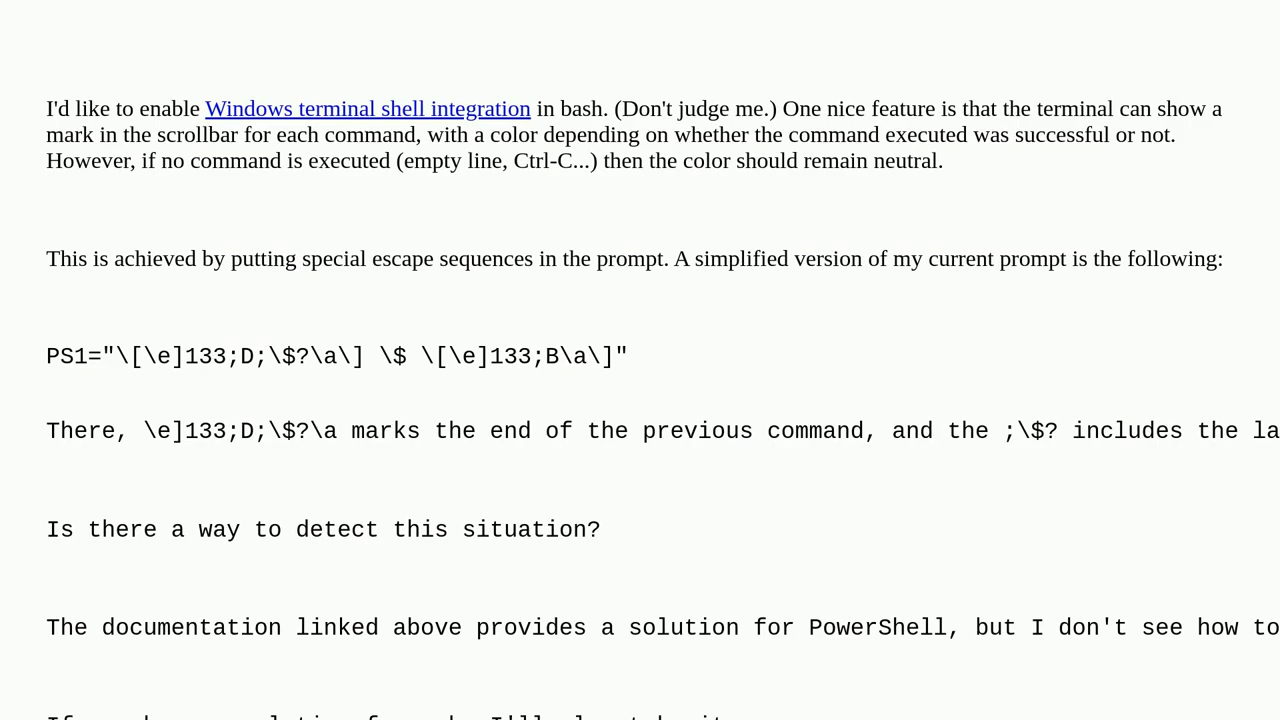 I'd like to enable Windows terminal shell integration in bash. (Don't judge me.) One nice feature is that the terminal can show a
mark in the scrollbar for each command, with a color depending on whether the command executed was successful or not.
However, if no command is executed (empty line, Ctrl-C...) then the color should remain neutral.
This is achieved by putting special escape sequences in the prompt. A simplified version of my current prompt is the following:
PS1="\[\e]133;D;\$?\a\] \$ \[\e]133;B\a\]"
There, \e]133;D;\$?\a marks the end of the previous command, and the ;\$? includes the la
Is there a way to detect this situation?
The documentation linked above provides a solution for PowerShell, but I don't see how to